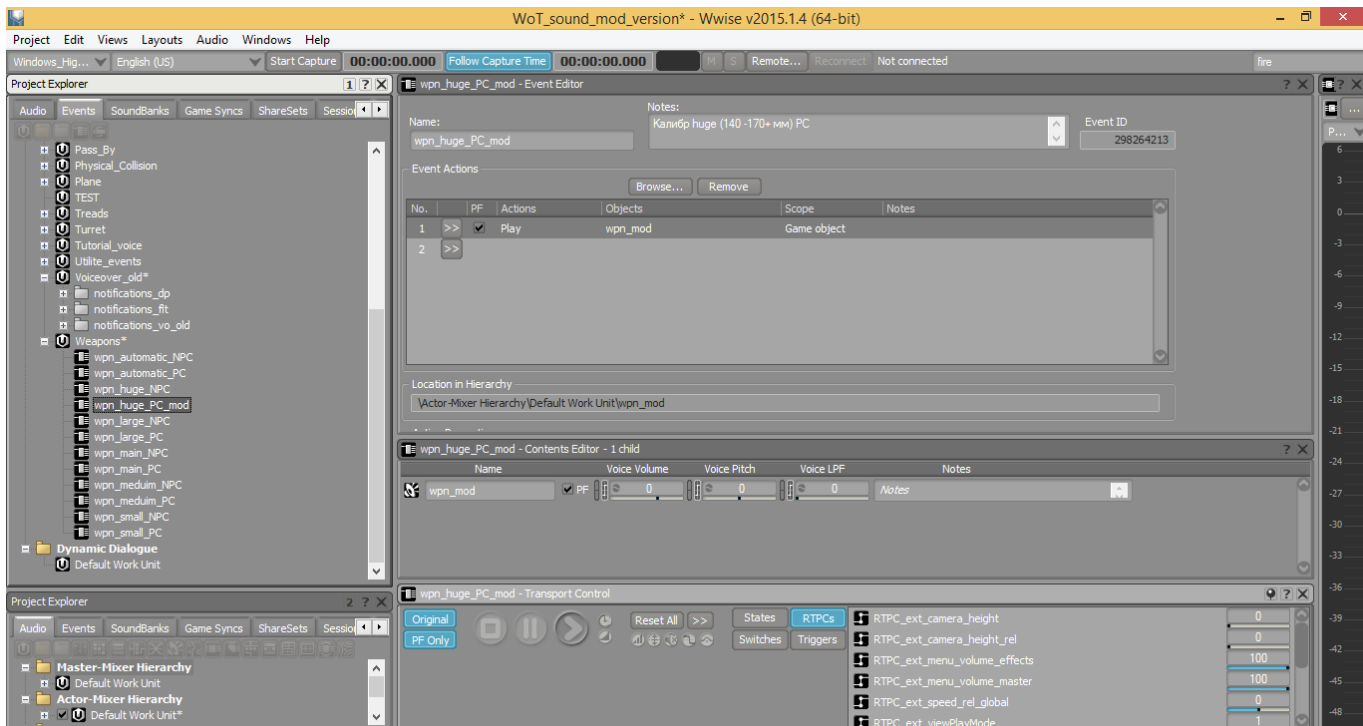 WoT_sound_mod_version* - Wwise v2015.1.4 (64-bit)
Project Edit Views Layouts Audio Windows Help
Windows_Hig... English (US) Start Capture 00:00:00.000 Follow Capture Time 00:00:00.000 M S Remote... Reconnect Not connected fire
Project Explorer 1 ? X
Audio Events SoundBanks Game Syncs ShareSets Session
Pass_By
Physical_Collision
Plane
TEST
Treads
Turret
Tutorial_voice
Utilite_events
Voiceover_old*
notifications_dp
notifications_flt
notifications_vo_old
Weapons*
wpn_automatic_NPC
wpn_automatic_PC
wpn_huge_NPC
wpn_huge_PC_mod
wpn_large_NPC
wpn_large_PC
wpn_main_NPC
wpn_main_PC
wpn_meduim_NPC
wpn_meduim_PC
wpn_small_NPC
wpn_small_PC
Dynamic Dialogue
Default Work Unit
Project Explorer 2 ? X
Audio Events SoundBanks Game Syncs ShareSets Session
Master-Mixer Hierarchy
Default Work Unit
Actor-Mixer Hierarchy
Default Work Unit*
wpn_huge_PC_mod - Event Editor ? X
Name:
wpn_huge_PC_mod
Notes:
Калибр huge (140 -170+ мм) PC
Event ID
298264213
Event Actions
Browse... Remove
No. PF Actions Objects Scope Notes
1 >> Play wpn_mod Game object
2 >>
Location in Hierarchy
\Actor-Mixer Hierarchy\Default Work Unit\wpn_mod
wpn_huge_PC_mod - Contents Editor - 1 child ? X
Name Voice Volume Voice Pitch Voice LPF Notes
wpn_mod PF 0 0 0 Notes
wpn_huge_PC_mod - Transport Control ? X
Original Reset All >> States RTPCs
PF Only Switches Triggers
RTPC_ext_camera_height 0
RTPC_ext_camera_height_rel 0
RTPC_ext_menu_volume_effects 100
RTPC_ext_menu_volume_master 100
RTPC_ext_speed_rel_global 0
RTPC_ext_viewPlayMode 1
? X
...
P...
6
3
0
-3
-6
-9
-12
-15
-18
-21
-24
-27
-30
-33
-36
-39
-42
-45
-48